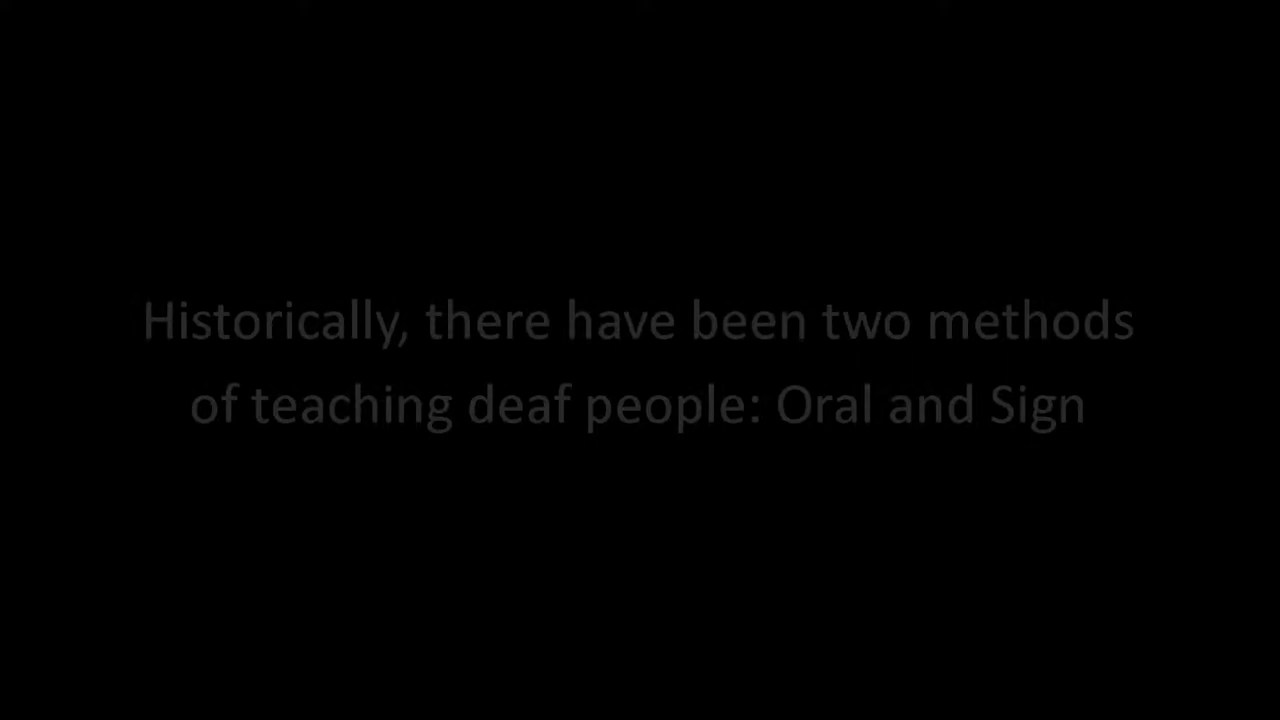 Historically, there have been two methods
of teaching deaf people: Oral and Sign